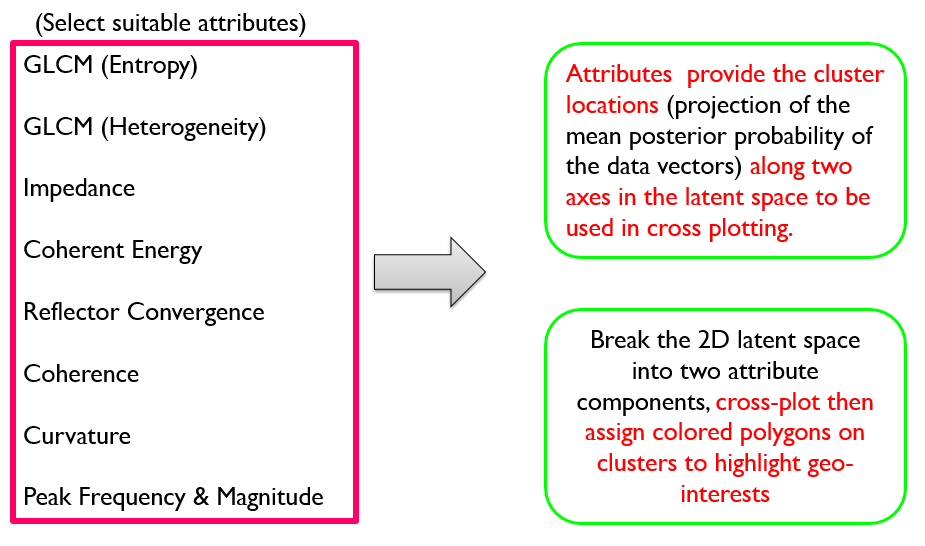 (Select suitable attributes)
GLCM (Entropy)
GLCM (Heterogeneity)
Impedance
Coherent Energy
Reflector Convergence
Coherence
Curvature
Peak Frequency & Magnitude
Attributes provide the cluster
locations (projection of the
mean posterior probability of
the data vectors) along two
axes in the latent space to be
used in cross plotting.
Break the 2D latent space
into two attribute
components, cross-plot then
assign colored polygons on
clusters to highlight geo-
interests